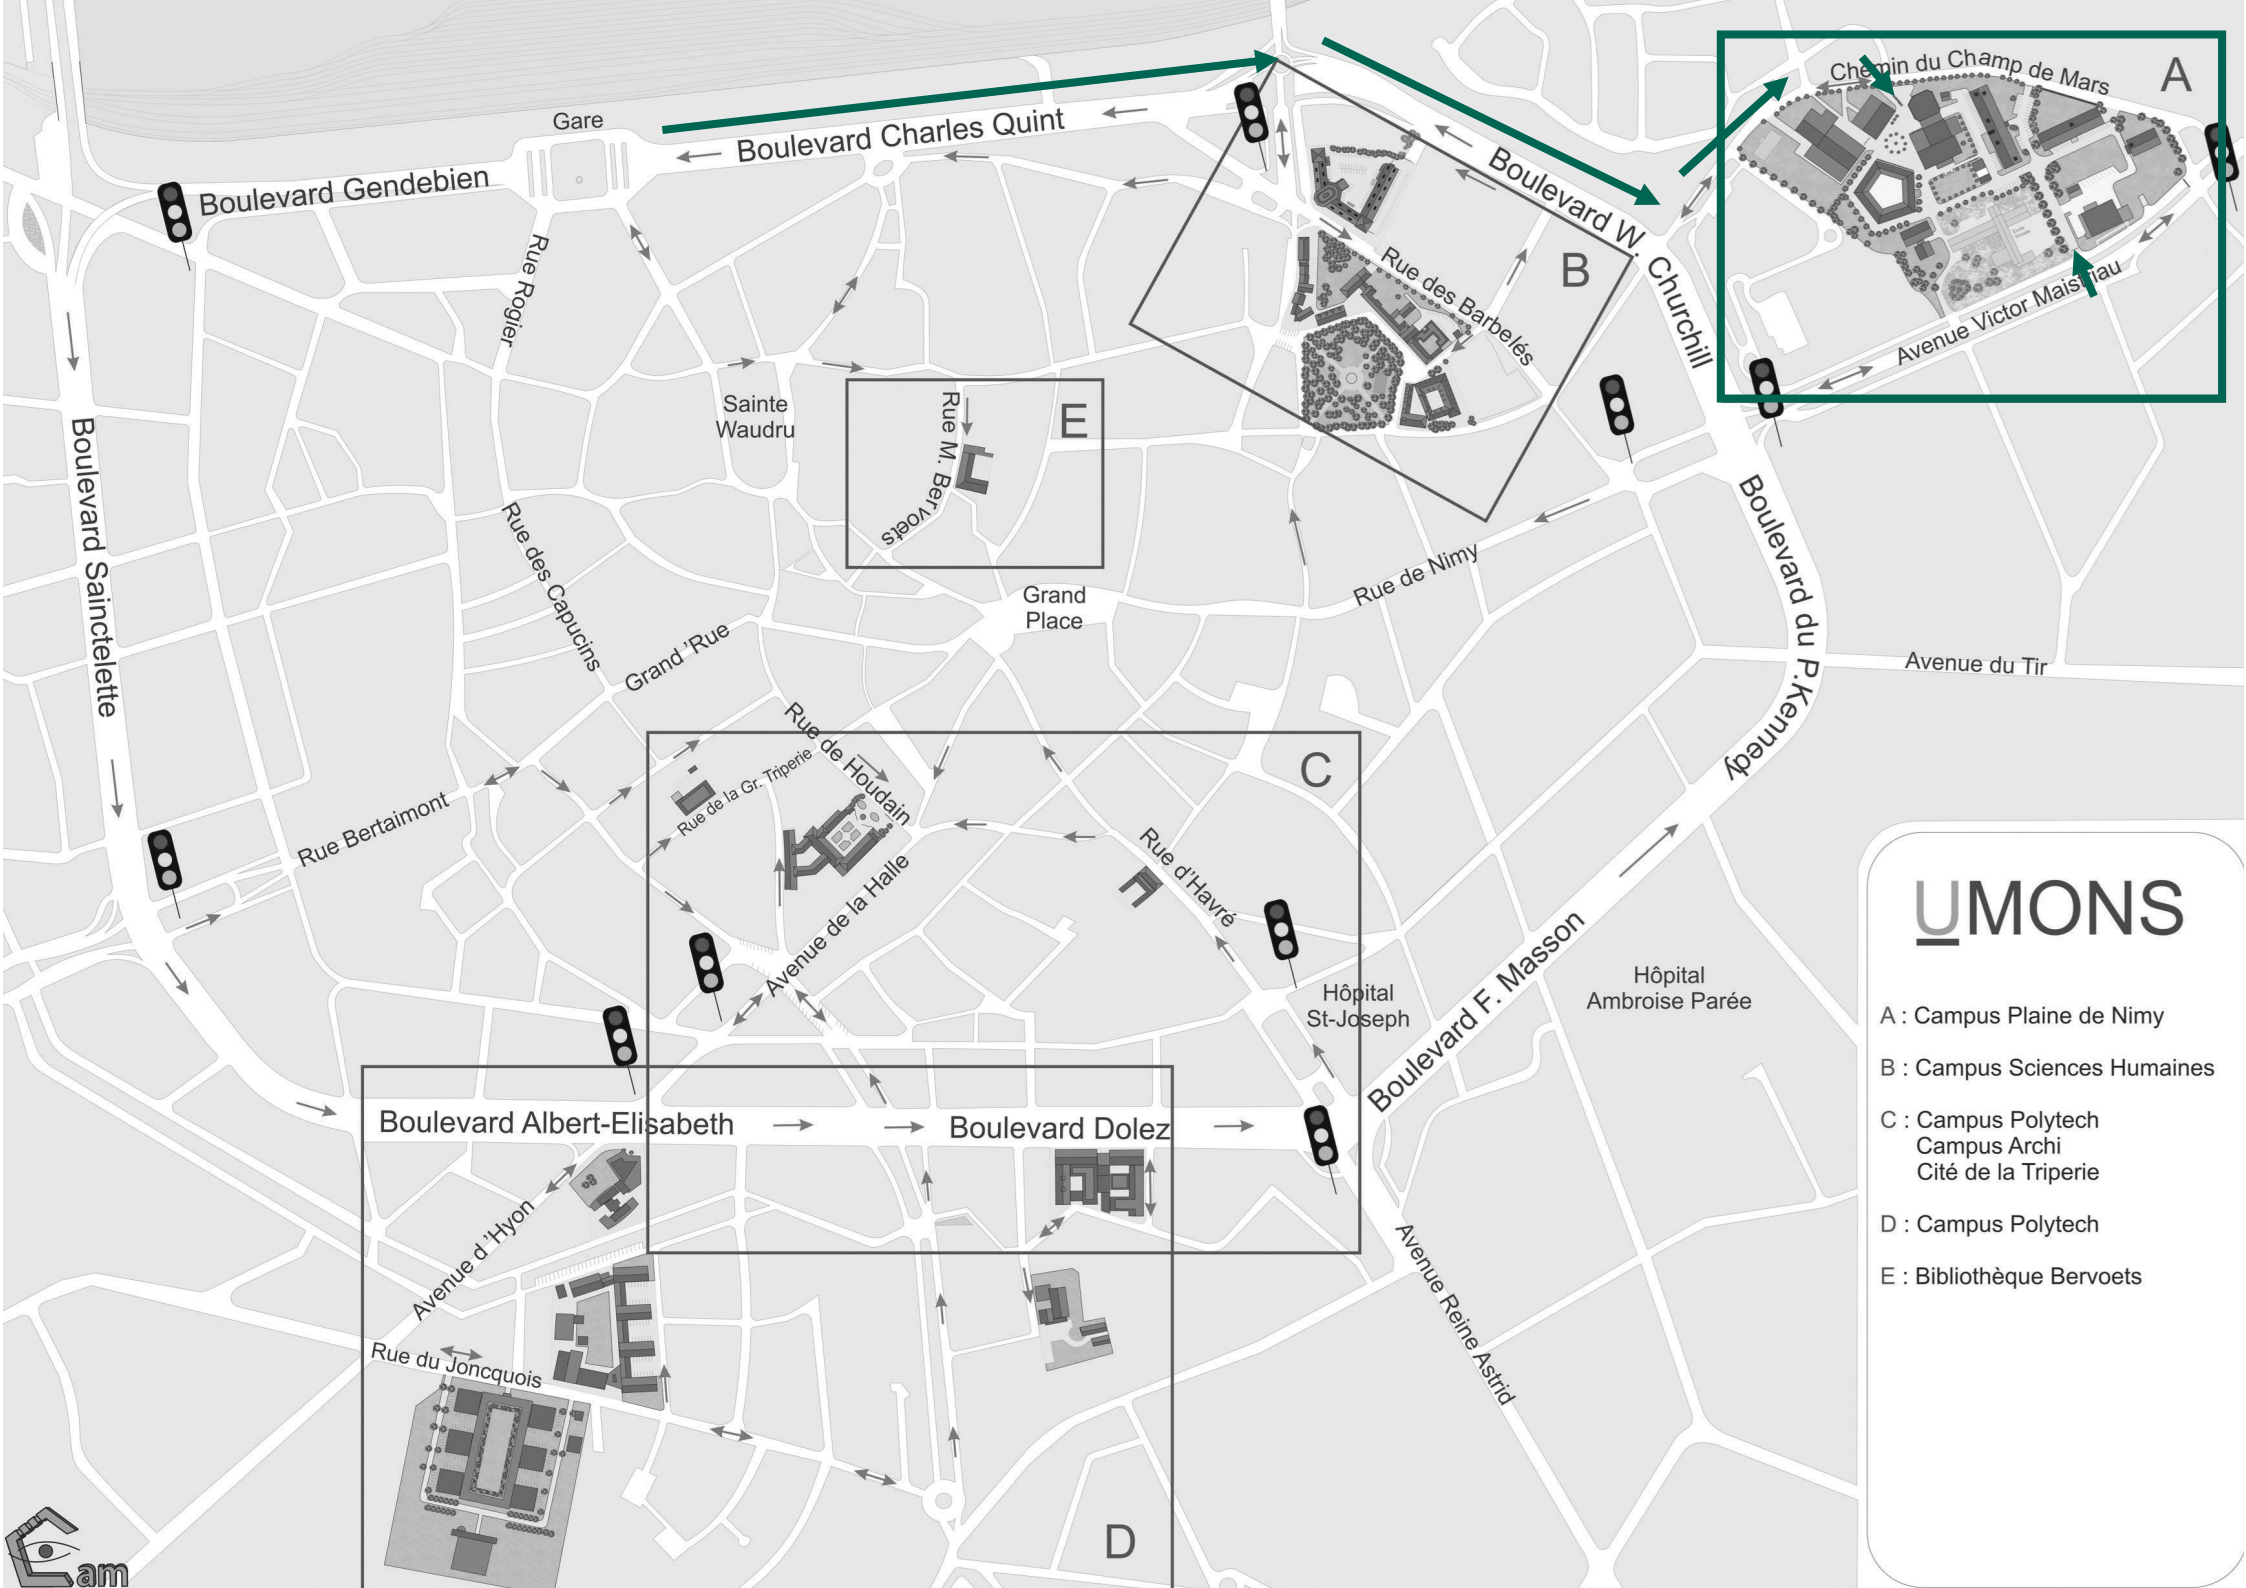 Chemin du Champ de Mars
A
Gare
Boulevard Charles Quint
Boulevard Gendebien
Boulevard W. Churchill
Rue Rogier
Rue des Barbelés
B
Avenue Victor Maistriau
Sainte
Waudru
Rue M. Bervoets
E
Boulevard Sainctelette
Rue des Capucins
Boulevard du P.Kennedy
Grand
Place
Rue de Nimy
Grand 'Rue
Avenue du Tir
Rue de Houdain
Rue de la Gr. Triperie
C
Rue Bertaimont
Rue d'Havré
Avenue de la Halle
Hôpital
St-Joseph
Boulevard F. Masson
Hôpital
Ambroise Parée
Boulevard Albert-Elisabeth
Boulevard Dolez
Avenue d 'Hyon
Avenue Reine Astrid
Rue du Joncquois
D
UMONS
A : Campus Plaine de Nimy
B : Campus Sciences Humaines
C : Campus Polytech
Campus Archi
Cité de la Triperie
D : Campus Polytech
E : Bibliothèque Bervoets
am